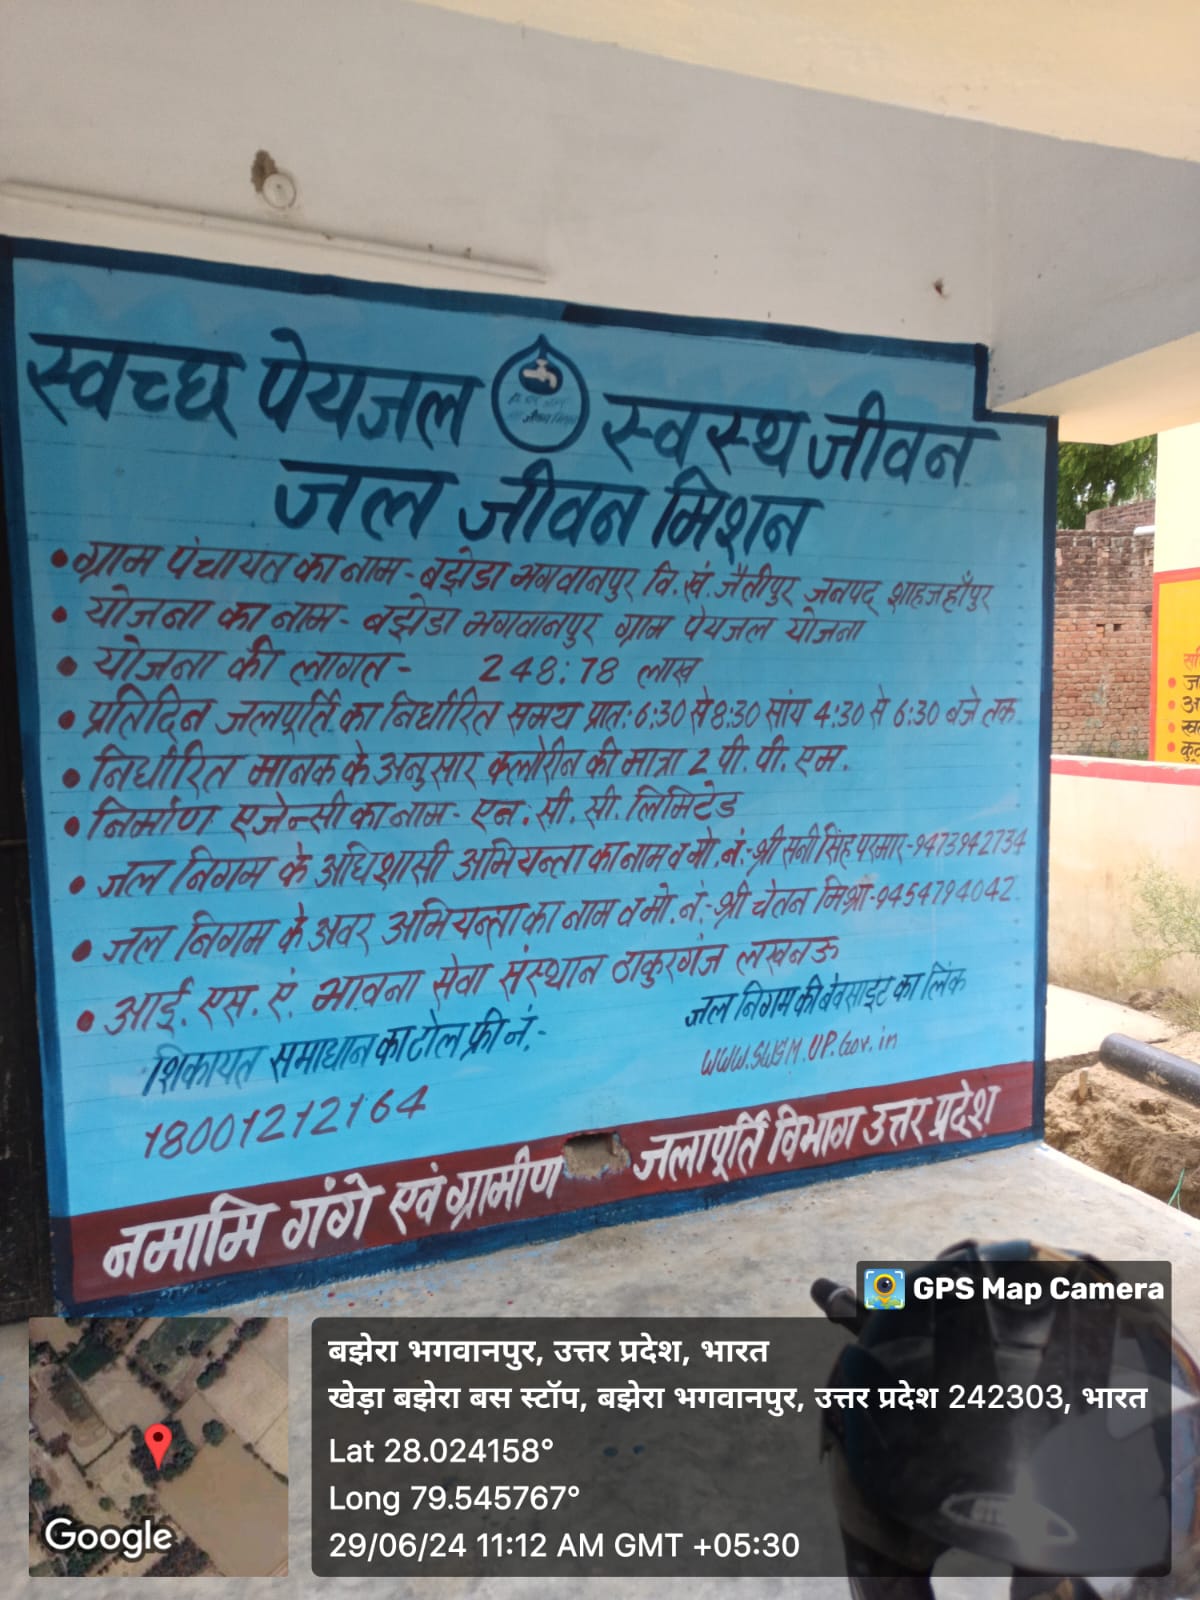 स्वच्छ पेयजल स्वस्थ जीवन
जल जीवन मिशन
• ग्राम पंचायत का नाम - बझेडा भगवानपुर वि. खं. जैतीपुर जनपद् शाहजहाँपुर
• योजना का नाम - बझेडा भगवानपुर ग्राम पेयजल योजना
• योजना की लागत - 248:78 लाख
• प्रतिदिन जलपूर्ति का निर्धारित समय प्रात: 6:30 से 8:30 सांय 4:30 से 6:30 बजे तक
• निर्धारित मानक के अनुसार क्लोरीन की मात्रा 2 पी. पी. एम.
• निर्माण एजेन्सी का नाम - एन. सी. सी. लिमिटेड
• जल निगम के अधिशासी अभियन्ता का नाम व मो. नं:- श्री सनी सिंह परमार - 9473942734
• जल निगम के अवर अभियन्ता का नाम व मो. नं:- श्री चेतन मिश्रा - 9454794042
• आई. एस. ए. भावना सेवा संस्थान ठाकुरगंज लखनऊ
शिकायत समाधान का टोल फ्री नं.-
18001212164
जल निगम की बेवसाइट का लिंक
www.SWSM.UP.Gov.in
नमामि गंगे एवं ग्रामीण जलापूर्ति विभाग उत्तर प्रदेश
GPS Map Camera
बझेरा भगवानपुर, उत्तर प्रदेश, भारत
खेड़ा बझेरा बस स्टॉप, बझेरा भगवानपुर, उत्तर प्रदेश 242303, भारत
Lat 28.024158°
Long 79.545767°
29/06/24 11:12 AM GMT +05:30
Google